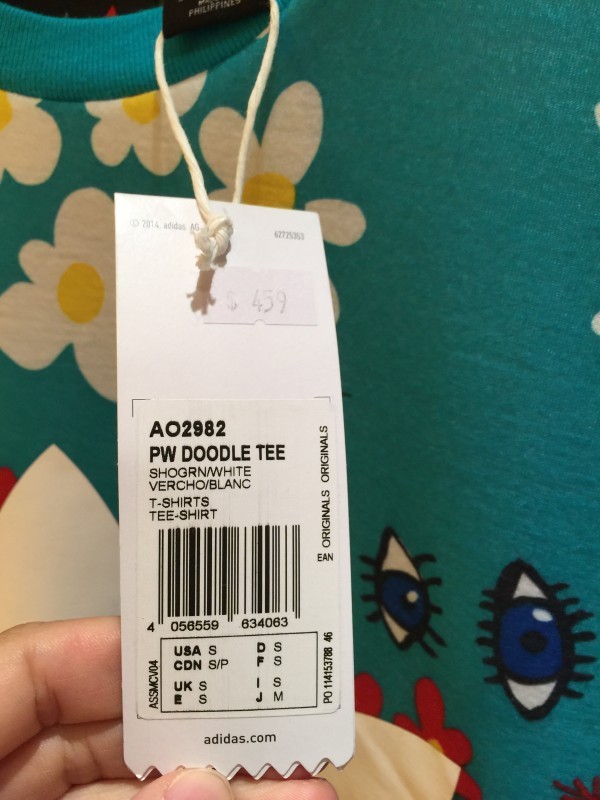 PHILIPPINES
© 2014, adidas AG
62725353
$ 459
AO2982
PW DOODLE TEE
SHOGRN/WHITE
VERCHO/BLANC
T-SHIRTS
TEE-SHIRT
ORIGINALS ORIGINALS
EAN
4 056559 634063
USA S D S
CDN S/P F S
UK S I S
E S J M
ASSMCV04
PO 114153788 46
adidas.com